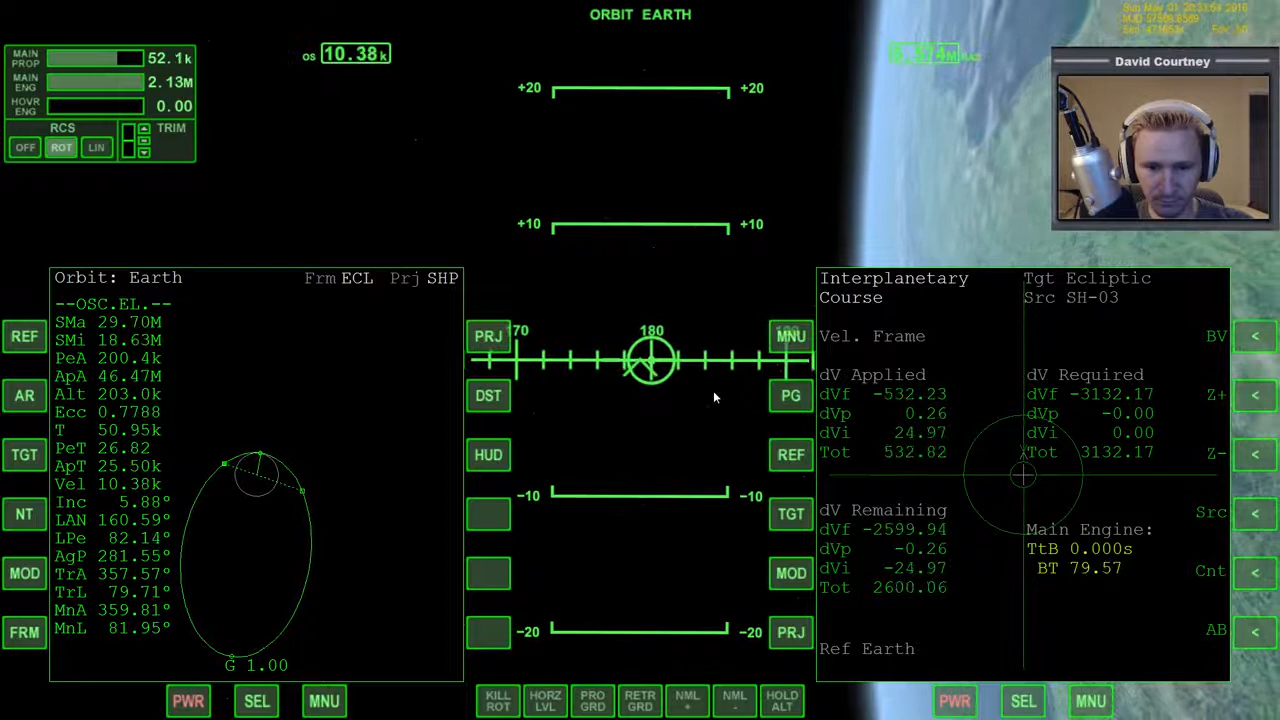 ORBIT EARTH
Sun May 01 20:33:54 2016
David Courtney
MAIN PROP 52.1k
MAIN ENG 2.13M
HOVR ENG 0.00
RCS TRIM
OFF ROT LIN
OS 10.38k
+20 +20
+10 +10
170 180
-10 -10
-20 -20
Orbit: Earth Frm ECL Prj SHP
--OSC.EL.--
SMa 29.70M
SMi 18.63M
PeA 200.4k
ApA 46.47M
Alt 203.0k
Ecc 0.7788
T 50.95k
PeT 26.82
ApT 25.50k
Vel 10.38k
Inc 5.88°
LAN 160.59°
LPe 82.14°
AgP 281.55°
TrA 357.57°
TrL 79.71°
MnA 359.81°
MnL 81.95°
G 1.00
REF
AR
TGT
NT
MOD
FRM
PRJ
DST
HUD
PWR SEL MNU
KILL ROT
HORZ LVL
PRO GRD
RETR GRD
NML +
NML -
HOLD ALT
MNU
PG
REF
TGT
MOD
PRJ
Interplanetary Tgt Ecliptic
Course Src SH-03
Vel. Frame
dV Applied dV Required
dVf -532.23 dVf -3132.17
dVp 0.26 dVp -0.00
dVi 24.97 dVi 0.00
Tot 532.82 Tot 3132.17
dV Remaining
dVf -2599.94 Main Engine:
dVp -0.26 TtB 0.000s
dVi -24.97 BT 79.57
Tot 2600.06
Ref Earth
BV <
Z+ <
Z- <
Src <
Cnt <
AB <
PWR SEL MNU